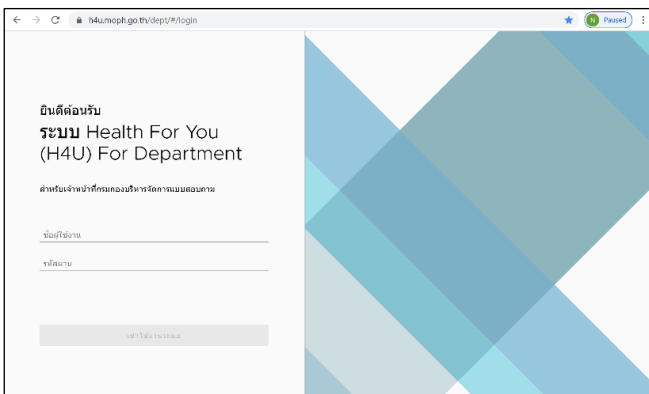 h4u.moph.go.th/dept/#/login
N Paused
ยินดีต้อนรับ
ระบบ Health For You
(H4U) For Department
สำหรับเจ้าหน้าที่กรมกองบริหารจัดการแบบสอบถาม
ชื่อผู้ใช้งาน
รหัสผ่าน
เข้าใช้งานระบบ